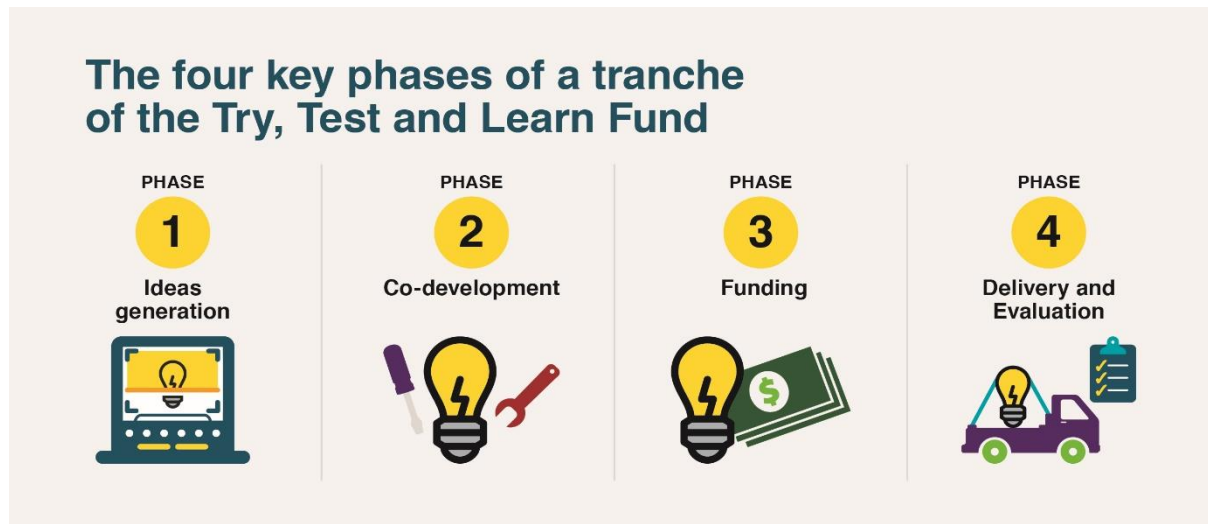 The four key phases of a tranche
of the Try, Test and Learn Fund
PHASE
1
Ideas
generation
PHASE
2
Co-development
PHASE
3
Funding
$
PHASE
4
Delivery and
Evaluation